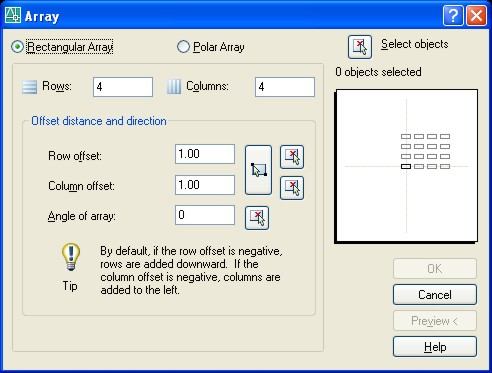 Array
Rectangular Array
Polar Array
Select objects
0 objects selected
Rows: 4
Columns: 4
Offset distance and direction
Row offset: 1.00
Column offset: 1.00
Angle of array: 0
Tip
By default, if the row offset is negative,
rows are added downward. If the
column offset is negative, columns are
added to the left.
OK
Cancel
Preview <
Help